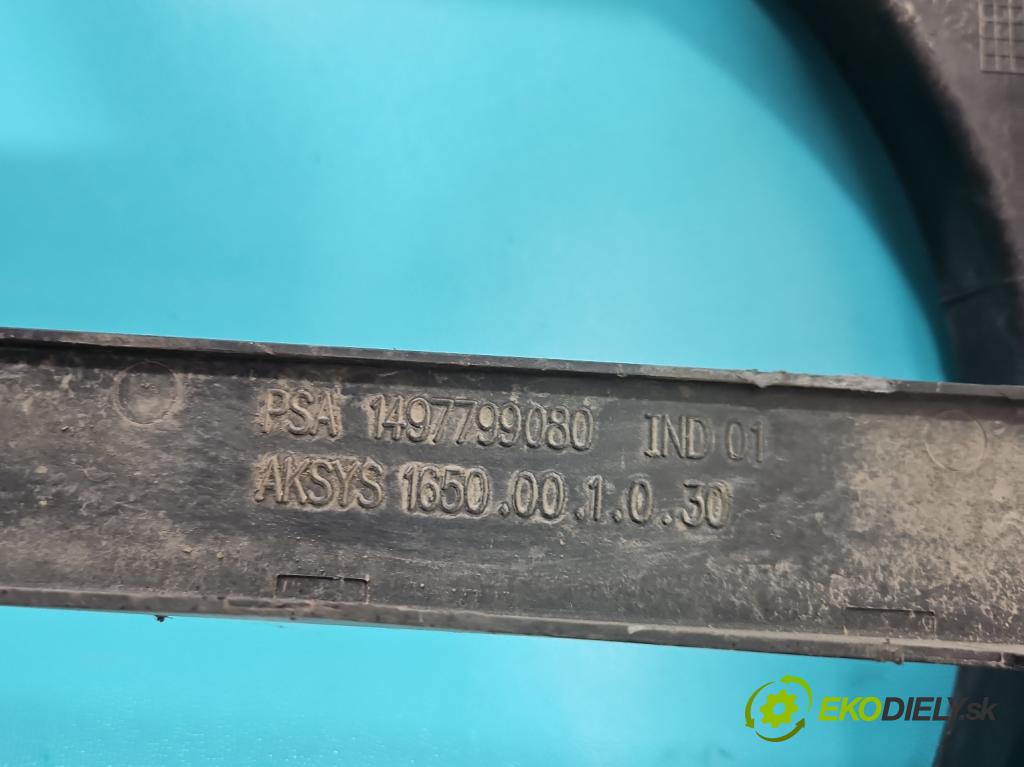 PSA 1497799080 IND 01
AKSYS 1650.00.1.0.30
EKODIELY.sk